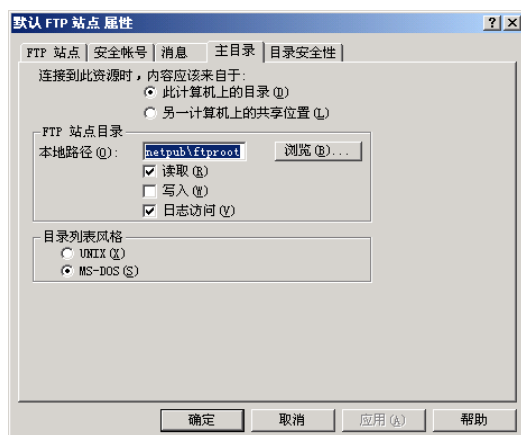 默认 FTP 站点 属性
FTP 站点 安全帐号 消息 主目录 目录安全性
连接到此资源时，内容应该来自于:
此计算机上的目录(D)
另一计算机上的共享位置(L)
FTP 站点目录
本地路径(O): netpub\ftproot 浏览(B)...
读取(R)
写入(W)
日志访问(V)
目录列表风格
UNIX(X)
MS-DOS(S)
确定 取消 应用(A) 帮助